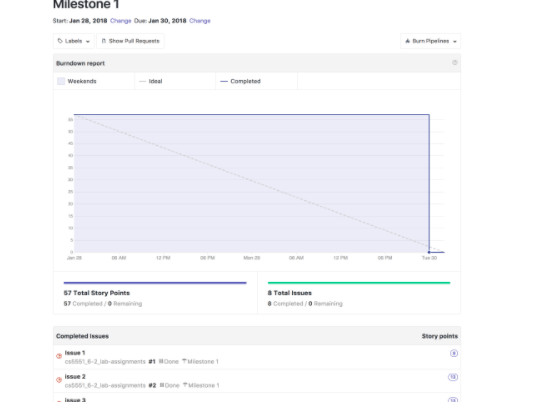 Milestone 1
Start: Jan 28, 2018 Change Due: Jan 30, 2018 Change
Labels Show Pull Requests Burn Pipelines
Burndown report
Weekends Ideal Completed
55
50
45
40
35
30
25
20
15
10
5
0
Jan 28 06 AM 12 PM 06 PM Mon 29 06 AM 12 PM 06 PM Tue 30
57 Total Story Points
57 Completed / 0 Remaining
8 Total Issues
8 Completed / 0 Remaining
Completed Issues Story points
Issue 1
cs5551_6-2_lab-assignments #1 Done Milestone 1
issue 2
cs5551_6-2_lab-assignments #2 Done Milestone 1
issue 3